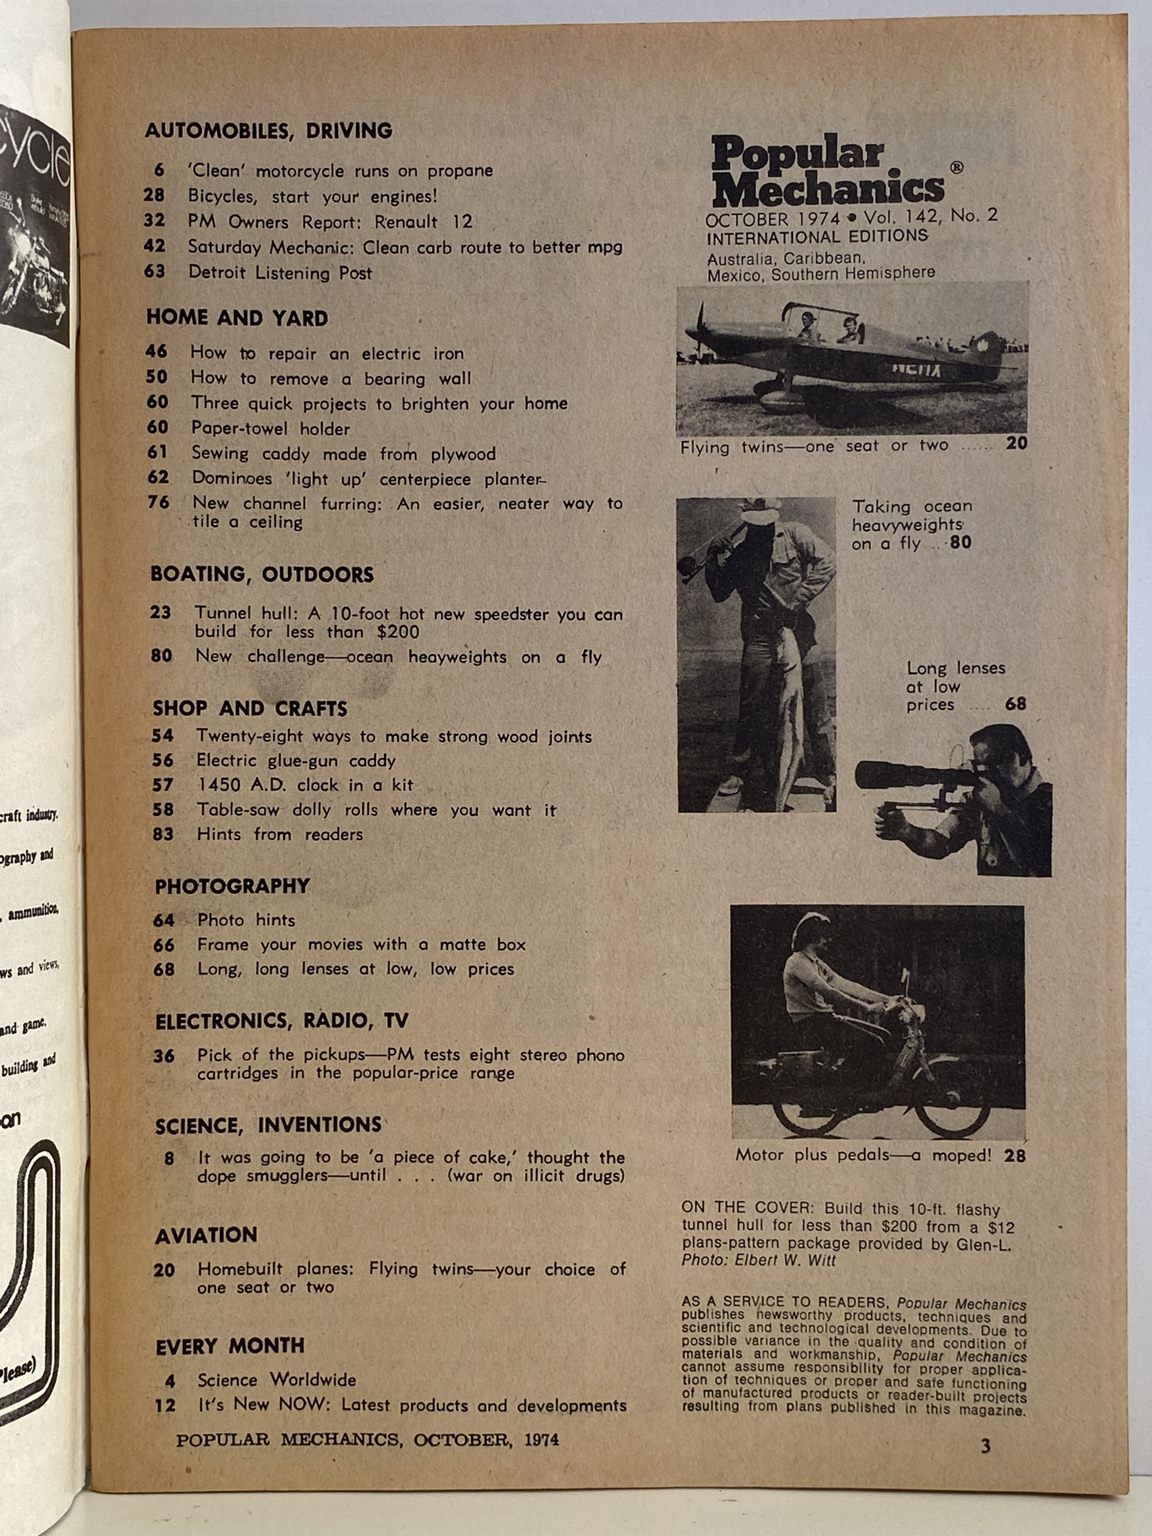 cycle
craft industry.
ography and
, ammunition,
ws and views,
and game.
building and
on
Please)
AUTOMOBILES, DRIVING
6 'Clean' motorcycle runs on propane
28 Bicycles, start your engines!
32 PM Owners Report: Renault 12
42 Saturday Mechanic: Clean carb route to better mpg
63 Detroit Listening Post
HOME AND YARD
46 How to repair an electric iron
50 How to remove a bearing wall
60 Three quick projects to brighten your home
60 Paper-towel holder
61 Sewing caddy made from plywood
62 Dominoes 'light up' centerpiece planter
76 New channel furring: An easier, neater way to
tile a ceiling
BOATING, OUTDOORS
23 Tunnel hull: A 10-foot hot new speedster you can
build for less than $200
80 New challenge—ocean heayweights on a fly
SHOP AND CRAFTS
54 Twenty-eight ways to make strong wood joints
56 Electric glue-gun caddy
57 1450 A.D. clock in a kit
58 Table-saw dolly rolls where you want it
83 Hints from readers
PHOTOGRAPHY
64 Photo hints
66 Frame your movies with a matte box
68 Long, long lenses at low, low prices
ELECTRONICS, RADIO, TV
36 Pick of the pickups—PM tests eight stereo phono
cartridges in the popular-price range
SCIENCE, INVENTIONS
8 It was going to be 'a piece of cake,' thought the
dope smugglers—until . . . (war on illicit drugs)
AVIATION
20 Homebuilt planes: Flying twins—your choice of
one seat or two
EVERY MONTH
4 Science Worldwide
12 It's New NOW: Latest products and developments
Popular
Mechanics®
OCTOBER 1974 • Vol. 142, No. 2
INTERNATIONAL EDITIONS
Australia, Caribbean,
Mexico, Southern Hemisphere
Flying twins—one seat or two ...... 20
Taking ocean
heavyweights
on a fly ... 80
Long lenses
at low
prices .... 68
Motor plus pedals—a moped! 28
ON THE COVER: Build this 10-ft. flashy
tunnel hull for less than $200 from a $12
plans-pattern package provided by Glen-L.
Photo: Elbert W. Witt
AS A SERVICE TO READERS, Popular Mechanics
publishes newsworthy products, techniques and
scientific and technological developments. Due to
possible variance in the quality and condition of
materials and workmanship, Popular Mechanics
cannot assume responsibility for proper applica-
tion of techniques or proper and safe functioning
of manufactured products or reader-built projects
resulting from plans published in this magazine.
POPULAR MECHANICS, OCTOBER, 1974
3